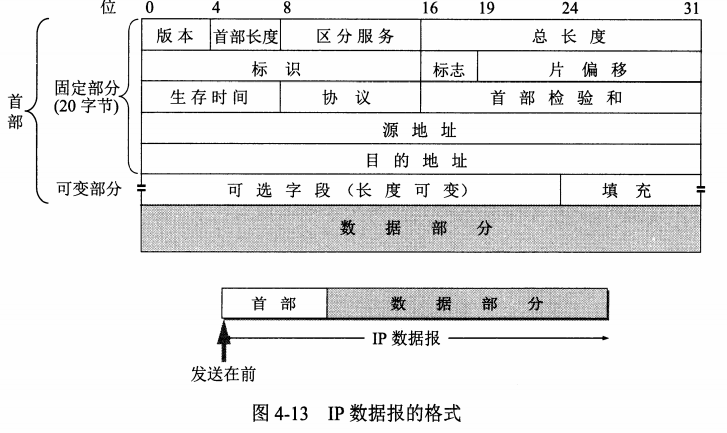 位 0 4 8 16 19 24 31
版本 首部长度 区分服务 总长度
标识 标志 片偏移
固定部分
(20 字节)
生存时间 协议 首部检验和
首部
源地址
目的地址
可变部分 可选字段（长度可变） 填充
数据部分
首部 数据部分
IP 数据报
发送在前
图 4-13 IP 数据报的格式